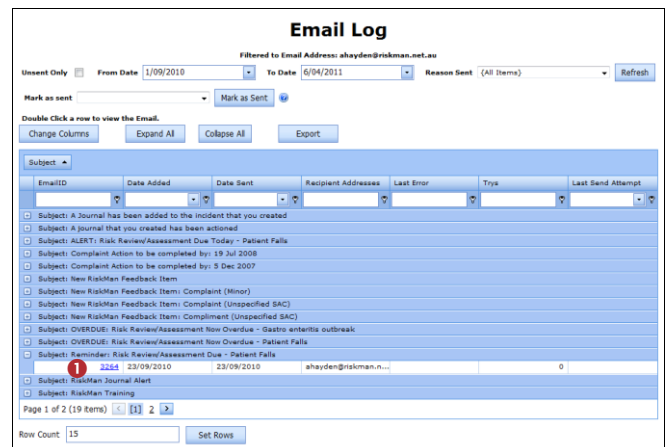 Email Log
Filtered to Email Address: ahayden@riskman.net.au
Unsent Only From Date 1/09/2010 To Date 6/04/2011 Reason Sent {All Items} Refresh
Mark as sent Mark as Sent
Double Click a row to view the Email.
Change Columns Expand All Collapse All Export
Subject
EmailID Date Added Date Sent Recipient Addresses Last Error Trys Last Send Attempt
Subject: A Journal has been added to the incident that you created
Subject: A journal that you created has been actioned
Subject: ALERT: Risk Review/Assessment Due Today - Patient Falls
Subject: Complaint Action to be completed by: 19 Jul 2008
Subject: Complaint Action to be completed by: 5 Dec 2007
Subject: New RiskMan Feedback Item
Subject: New RiskMan Feedback Item: Complaint (Minor)
Subject: New RiskMan Feedback Item: Complaint (Unspecified SAC)
Subject: New RiskMan Feedback Item: Compliment (Unspecified SAC)
Subject: OVERDUE: Risk Review/Assessment Now Overdue - Gastro enteritis outbreak
Subject: OVERDUE: Risk Review/Assessment Now Overdue - Patient Falls
Subject: Reminder: Risk Review/Assessment Due - Patient Falls
1 3264 23/09/2010 23/09/2010 ahayden@riskman.n... 0
Subject: RiskMan Journal Alert
Subject: RiskMan Training
Page 1 of 2 (19 items) < [1] 2 >
Row Count 15 Set Rows